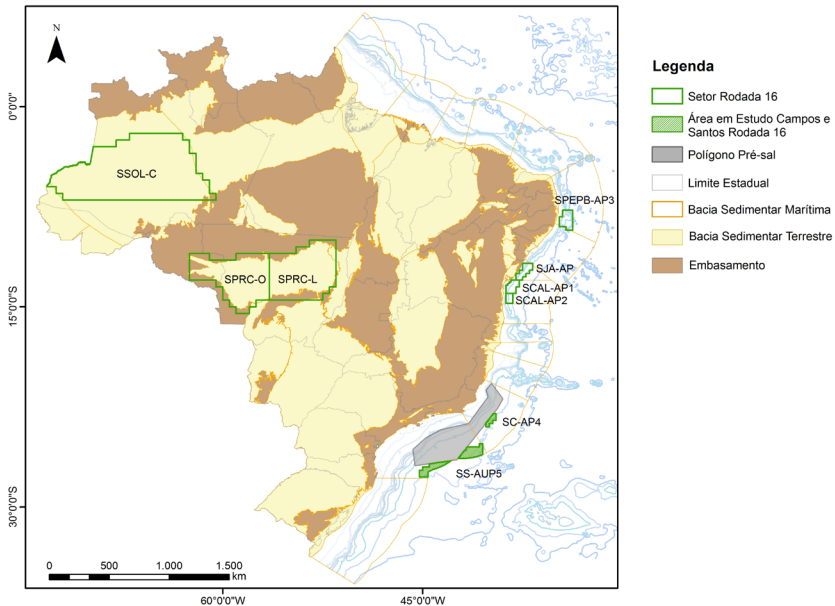 N
0°0'0"
15°0'0"S
30°0'0"S
60°0'0"W
45°0'0"W
SSOL-C
SPRC-O
SPRC-L
SPEPB-AP3
SJA-AP
SCAL-AP1
SCAL-AP2
SC-AP4
SS-AUP5
0
500
1.000
1.500
km
Legenda
Setor Rodada 16
Área em Estudo Campos e
Santos Rodada 16
Polígono Pré-sal
Limite Estadual
Bacia Sedimentar Marítima
Bacia Sedimentar Terrestre
Embasamento